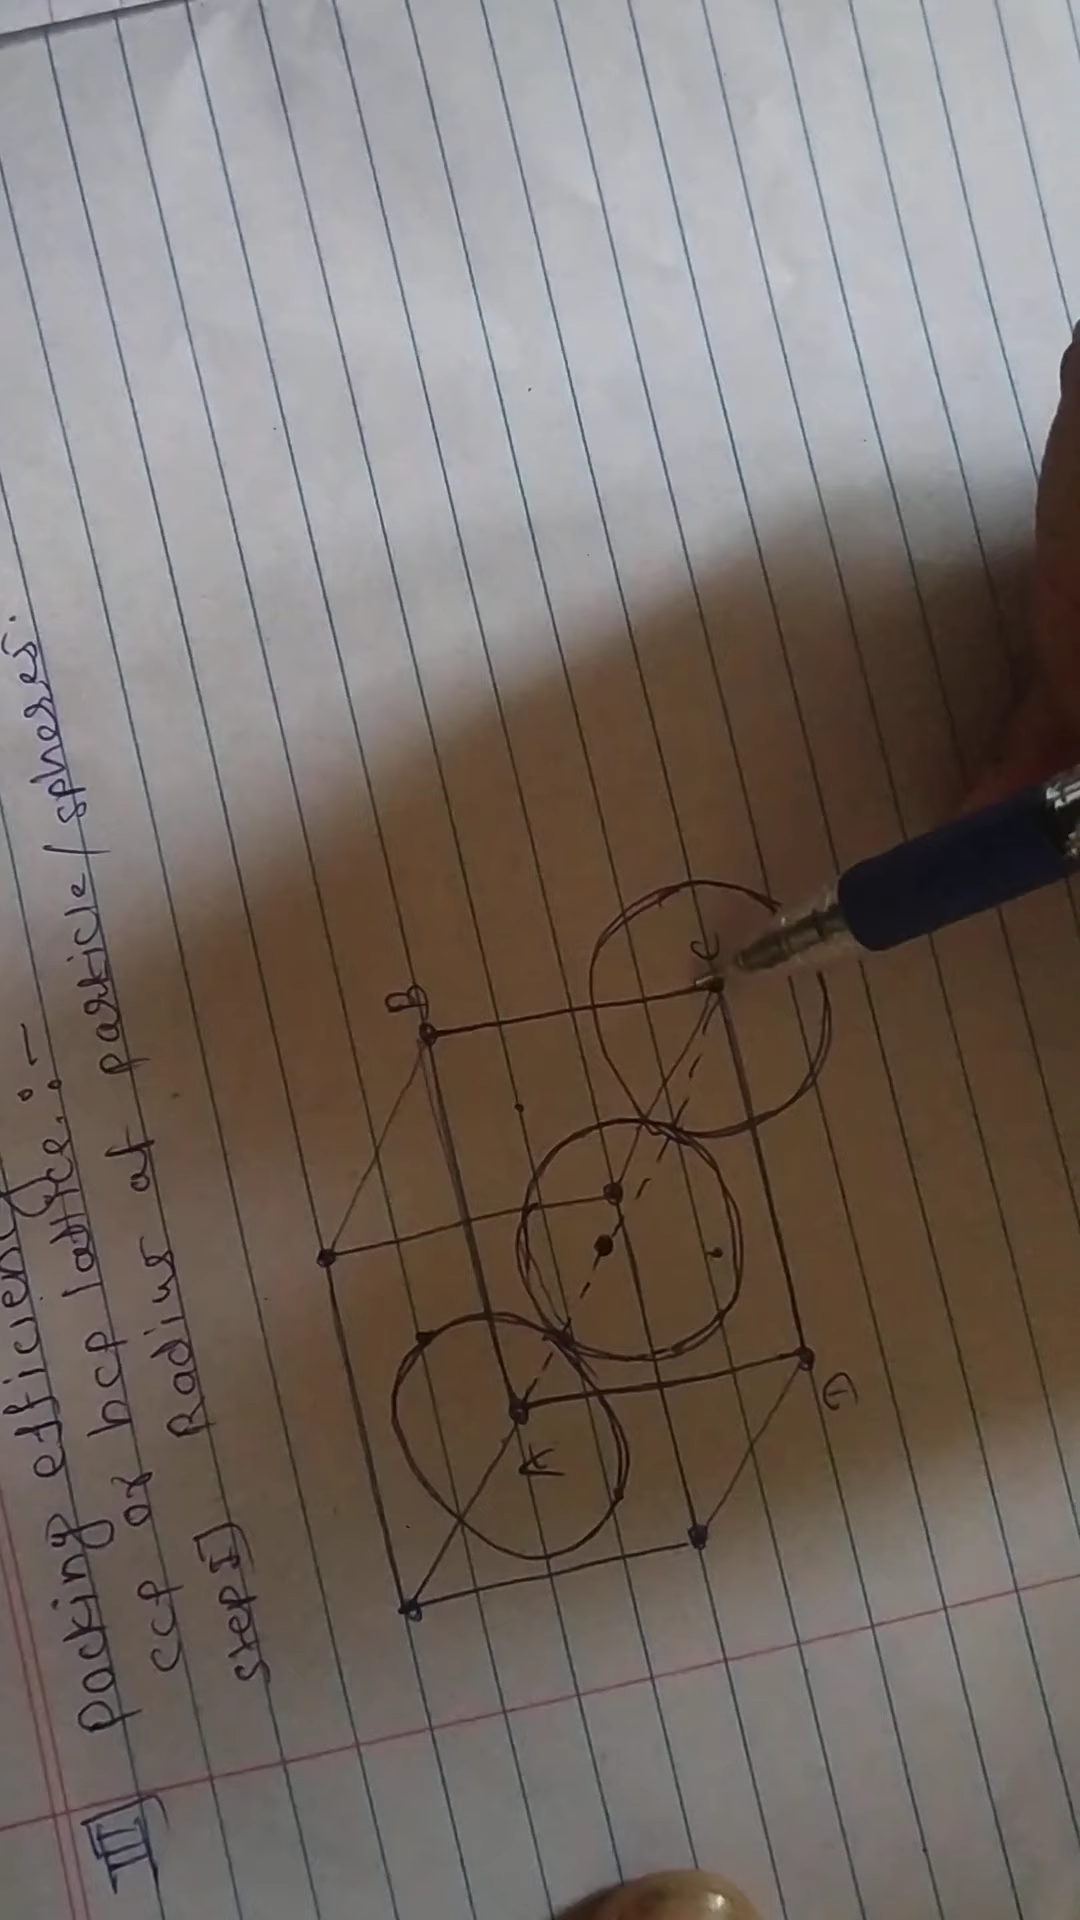 III] Packing efficiency
ccp or hcp lattice :-
Step I] Radius of particle/spheres.
B
C
A
D